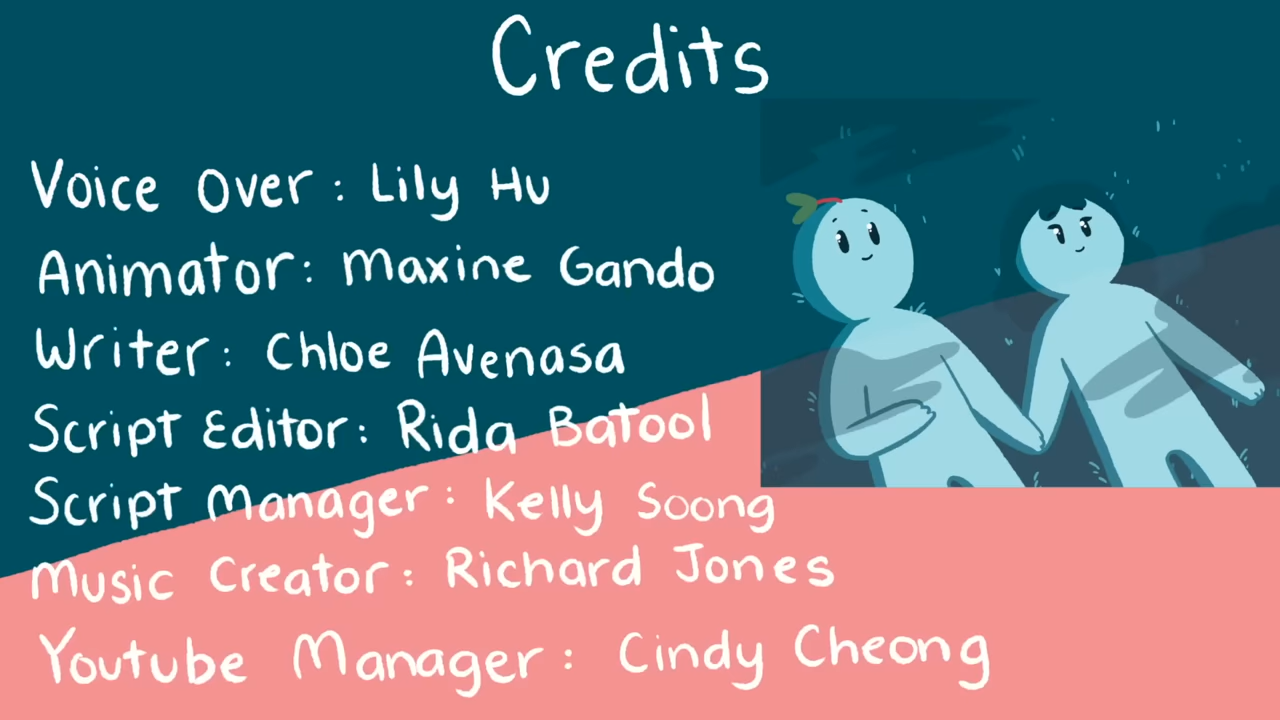 Credits
Voice Over: Lily Hu
Animator: Maxine Gando
Writer: Chloe Avenasa
Script Editor: Rida Batool
Script Manager: Kelly Soong
Music Creator: Richard Jones
Youtube Manager: Cindy Cheong